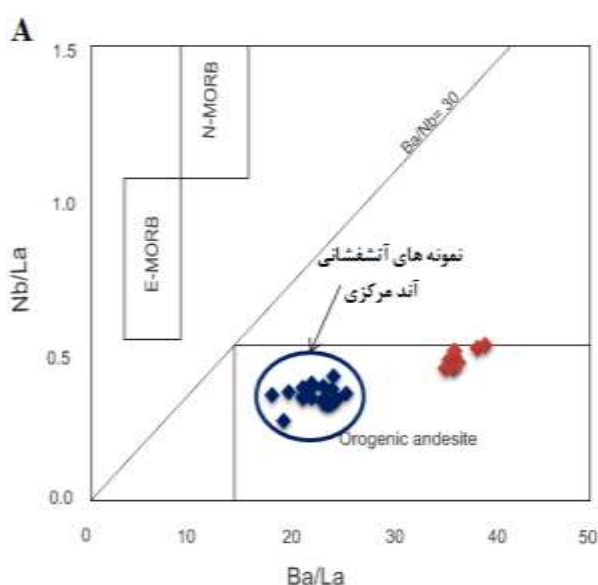 A
1.5
1.0
0.5
0.0
Nb/La
N-MORB
E-MORB
Ba/Nb= 30
نمونه های آتشفشانی
آند مرکزی
Orogenic andesite
0 10 20 30 40 50
Ba/La